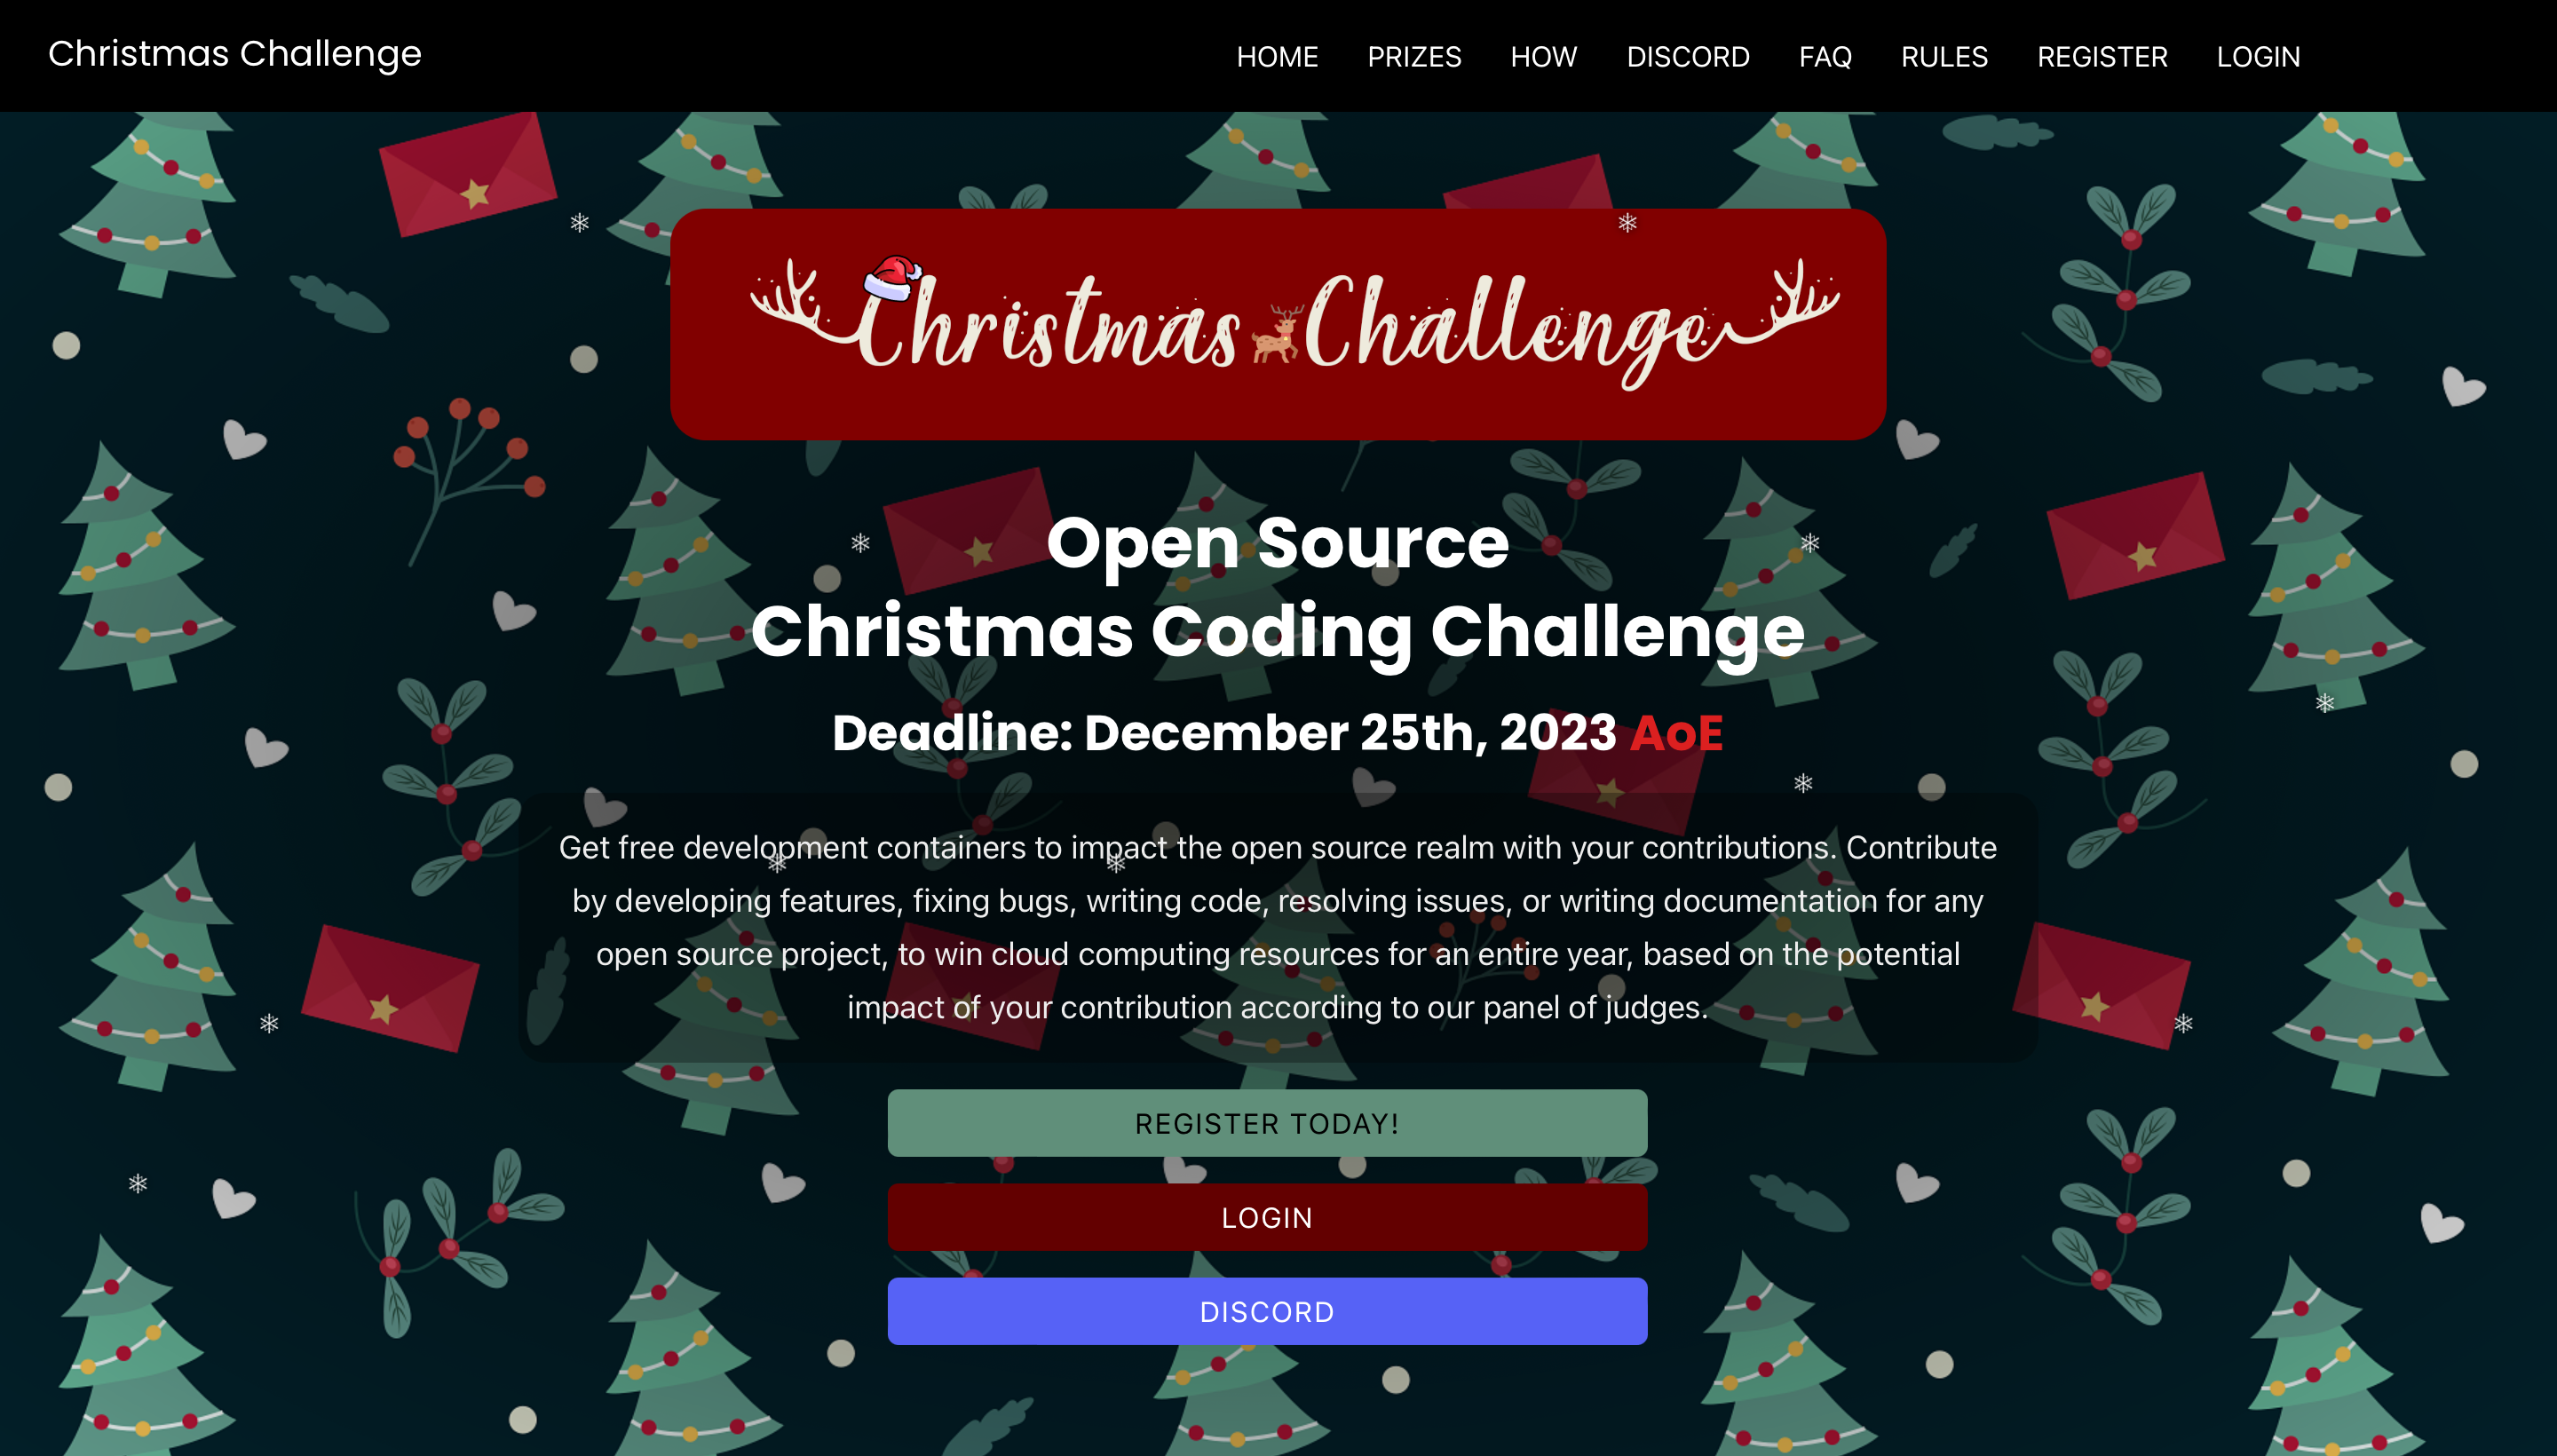 Christmas Challenge
HOME PRIZES HOW DISCORD FAQ RULES REGISTER LOGIN
Christmas Challenge
Open Source
Christmas Coding Challenge
Deadline: December 25th, 2023 AoE
Get free development containers to impact the open source realm with your contributions. Contribute
by developing features, fixing bugs, writing code, resolving issues, or writing documentation for any
open source project, to win cloud computing resources for an entire year, based on the potential
impact of your contribution according to our panel of judges.
REGISTER TODAY!
LOGIN
DISCORD